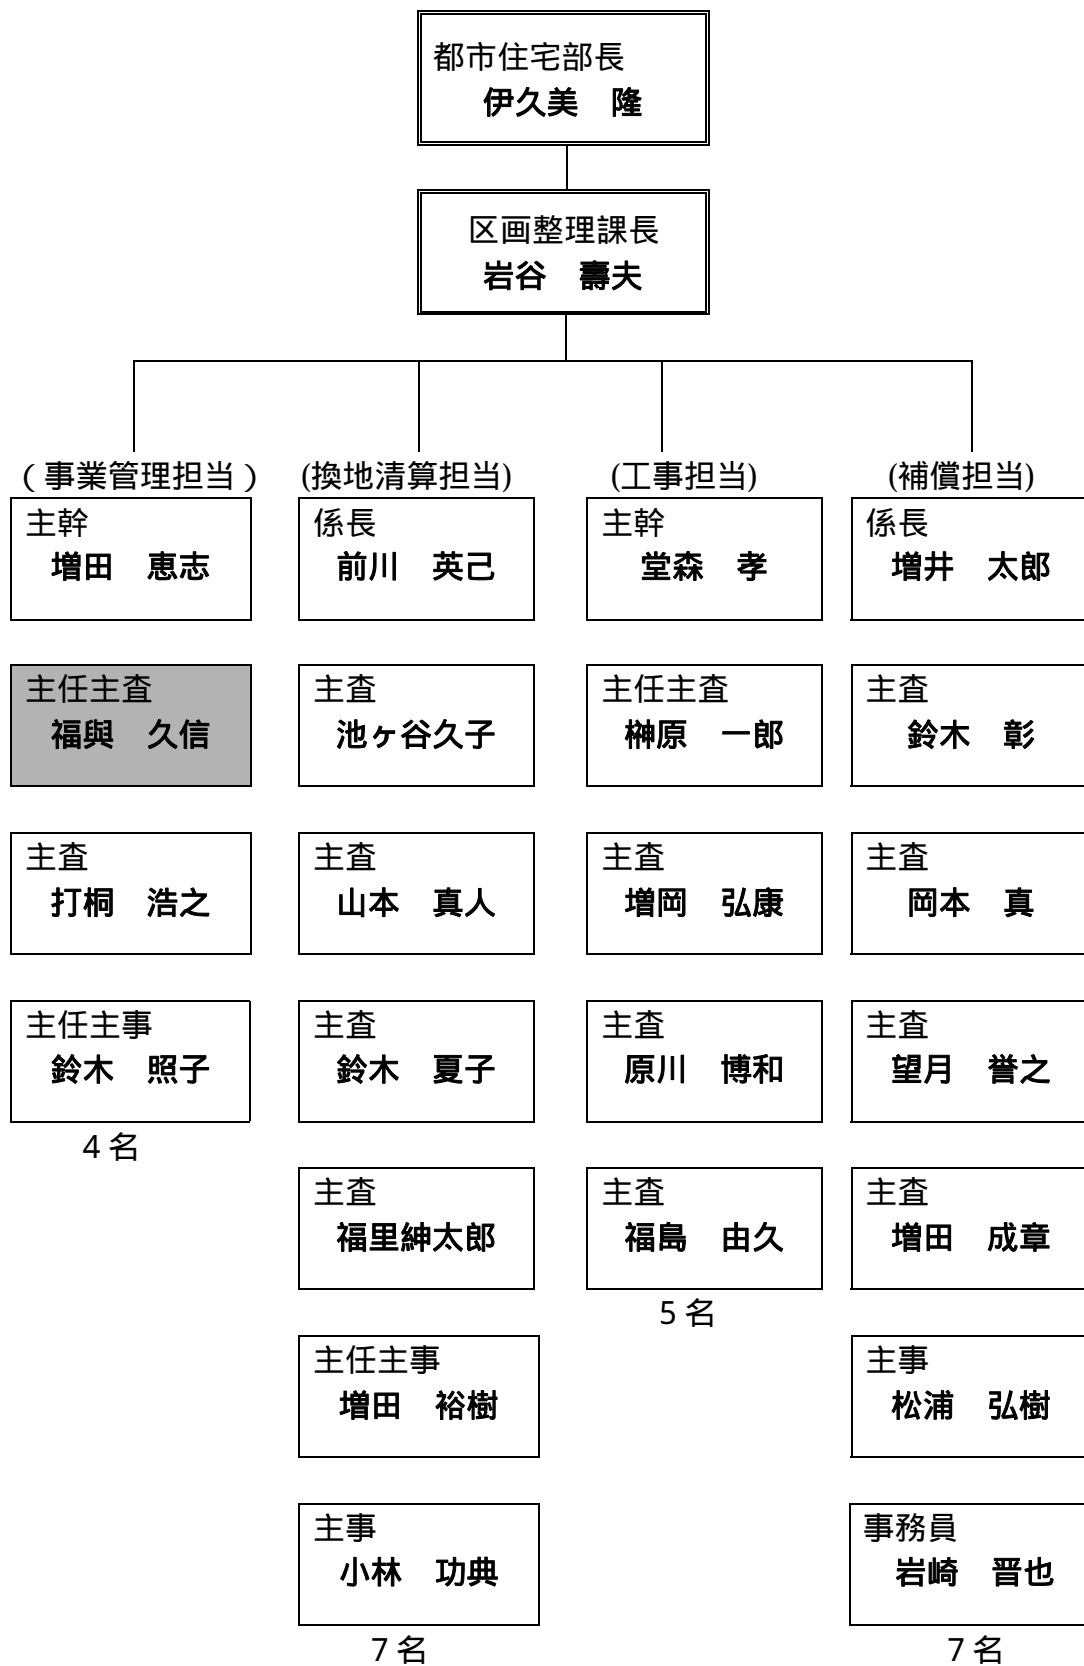 都市住宅部長
伊久美　隆
区画整理課長
岩谷　壽夫
（事業管理担当）
主幹
増田　恵志
主任主査
福與　久信
主査
打桐　浩之
主任主事
鈴木　照子
4名
(換地清算担当)
係長
前川　英己
主査
池ヶ谷久子
主査
山本　真人
主査
鈴木　夏子
主査
福里紳太郎
主任主事
増田　裕樹
主事
小林　功典
7名
(工事担当)
主幹
堂森　孝
主任主査
榊原　一郎
主査
増岡　弘康
主査
原川　博和
主査
福島　由久
5名
(補償担当)
係長
増井　太郎
主査
鈴木　彰
主査
岡本　真
主査
望月　誉之
主査
増田　成章
主事
松浦　弘樹
事務員
岩崎　晋也
7名